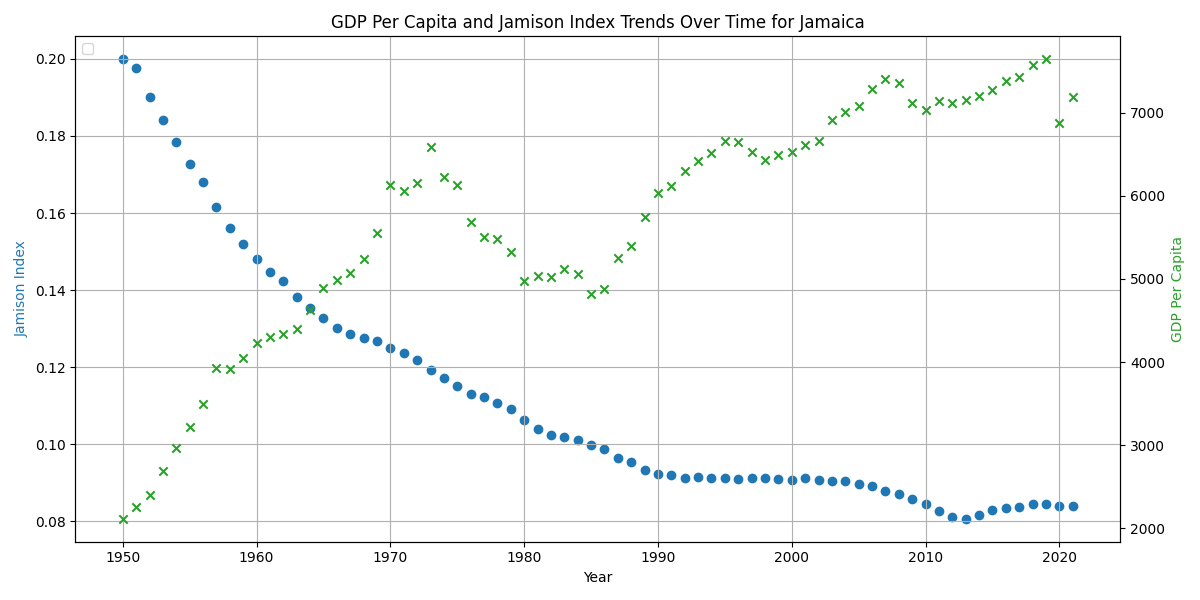 GDP Per Capita and Jamison Index Trends Over Time for Jamaica
Jamison Index
0.20
0.18
0.16
0.14
0.12
0.10
0.08
7000
6000
5000
4000
3000
2000
GDP Per Capita
1950 1960 1970 1980 1990 2000 2010 2020
Year